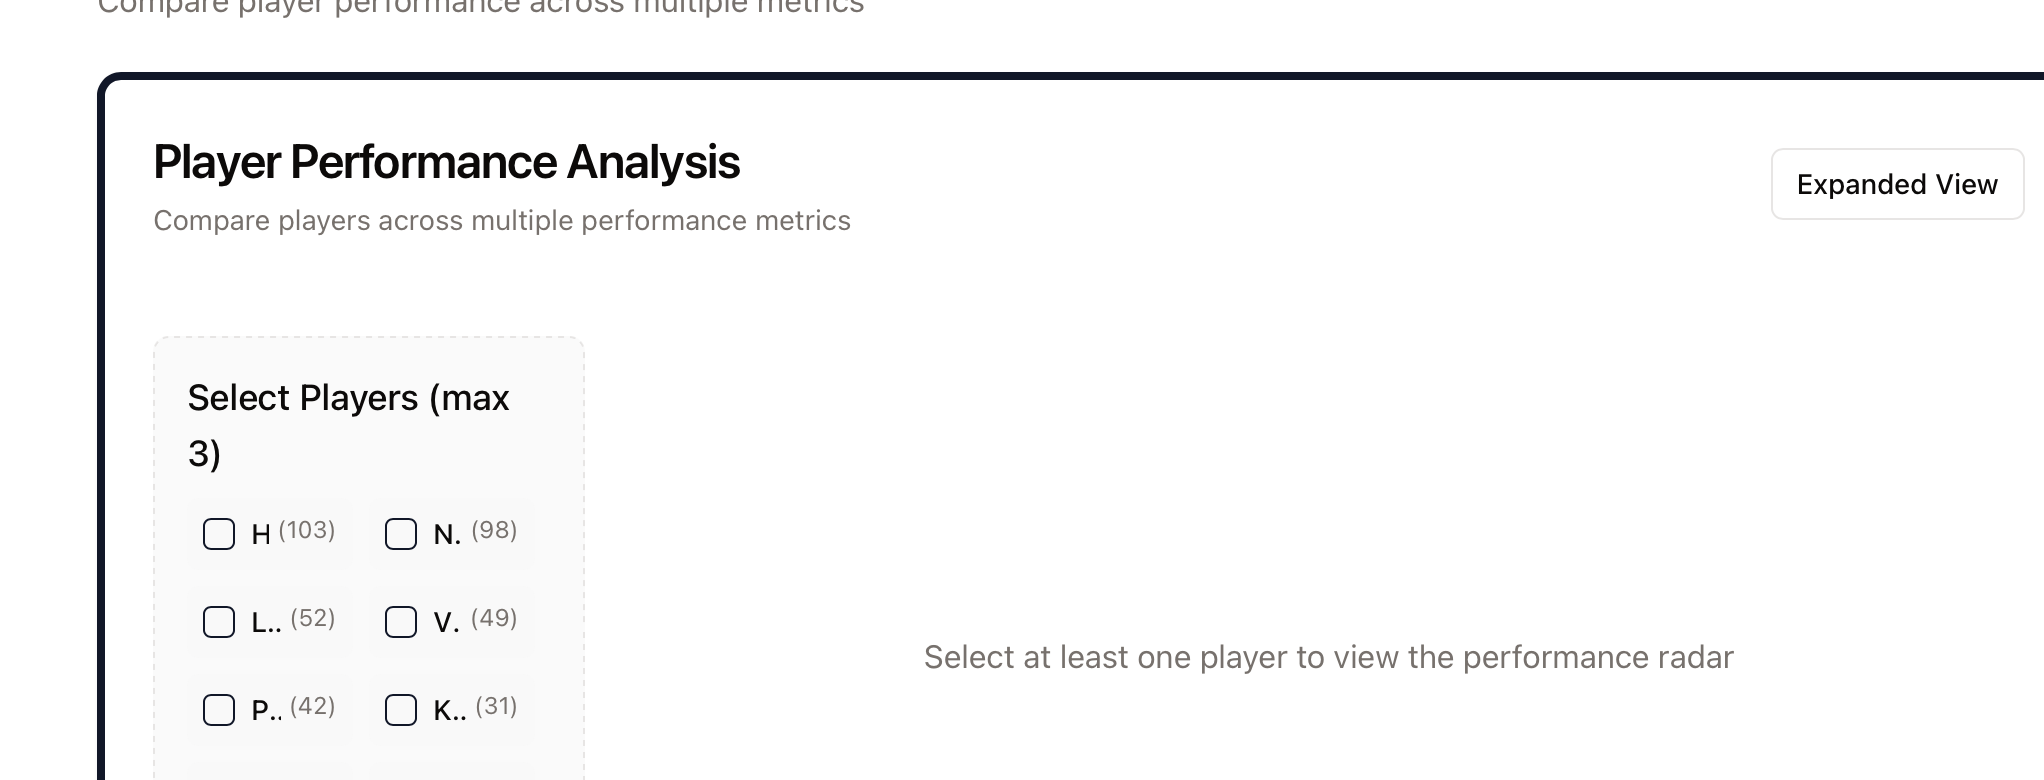 Compare player performance across multiple metrics
Player Performance Analysis
Expanded View
Compare players across multiple performance metrics
Select Players (max
3)
H (103) N. (98)
L.. (52) V. (49)
Select at least one player to view the performance radar
P.. (42) K.. (31)